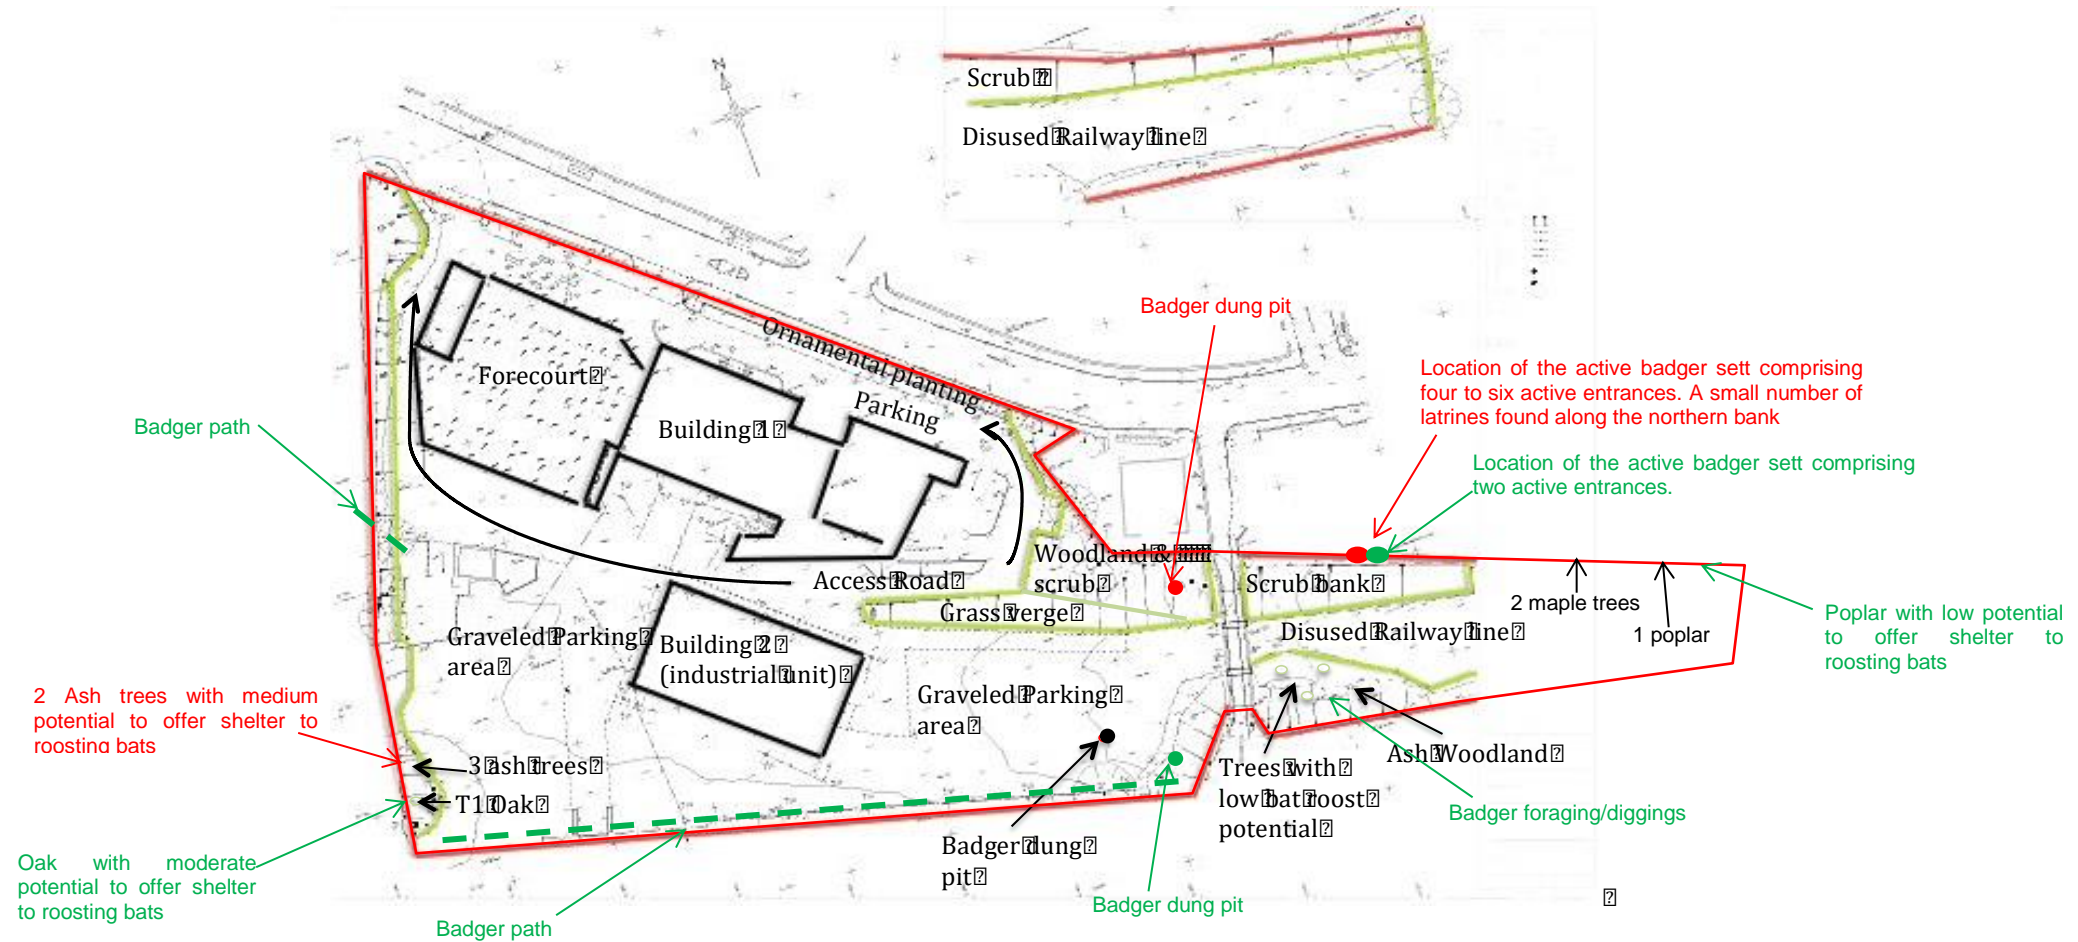 N
Scrub
Disused Railway line
Badger dung pit
Ornamental planting
Parking
Forecourt
Building 1
Location of the active badger sett comprising
four to six active entrances. A small number of
latrines found along the northern bank
Location of the active badger sett comprising
two active entrances.
Badger path
Woodland &
scrub
Access Road
Grass verge
Scrub bank
2 maple trees
1 poplar
Poplar with low potential
to offer shelter to
roosting bats
Graveled Parking
area
Building 2
(industrial unit)
Disused Railway line
Graveled Parking
area
2 Ash trees with medium
potential to offer shelter to
roosting bats
3 ash trees
T1 Oak
Ash Woodland
Trees with
low bat roost
potential
Badger foraging/diggings
Badger dung
pit
Oak with moderate
potential to offer shelter
to roosting bats
Badger path
Badger dung pit